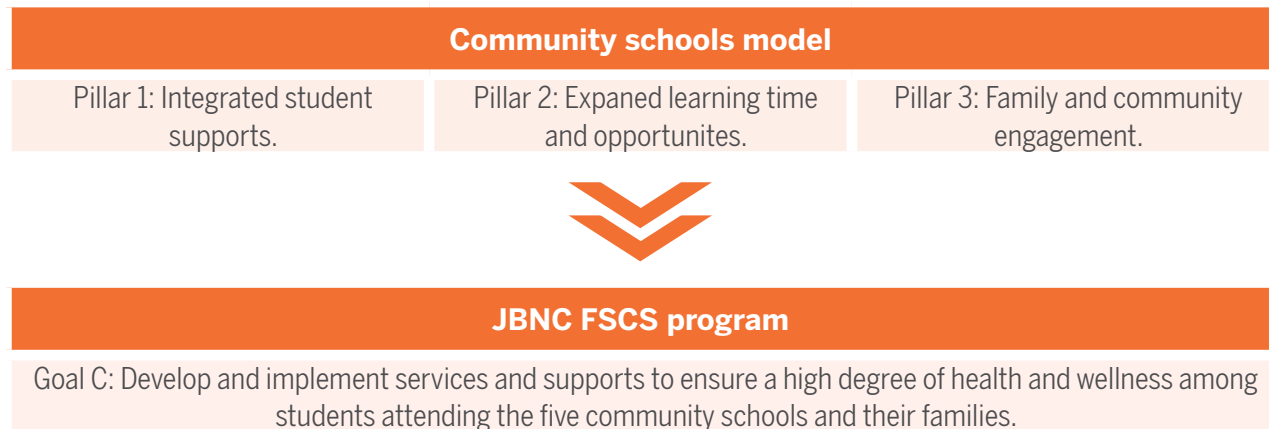 Community schools model
Pillar 1: Integrated student
supports.
Pillar 2: Expaned learning time
and opportunites.
Pillar 3: Family and community
engagement.
JBNC FSCS program
Goal C: Develop and implement services and supports to ensure a high degree of health and wellness among
students attending the five community schools and their families.